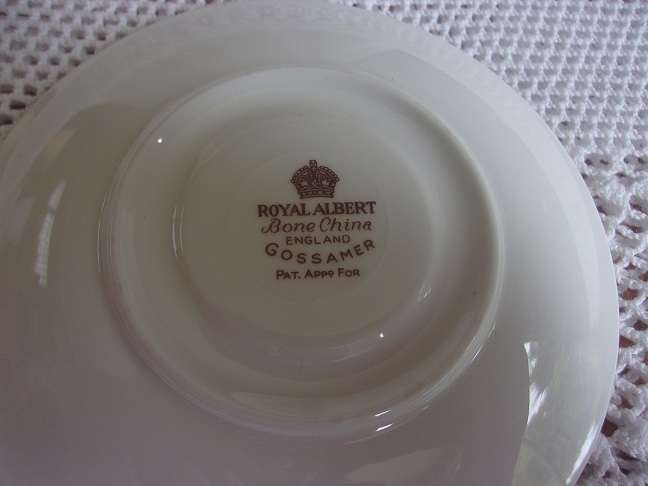 ROYAL ALBERT
Bone China
ENGLAND
GOSSAMER
PAT. APPD FOR